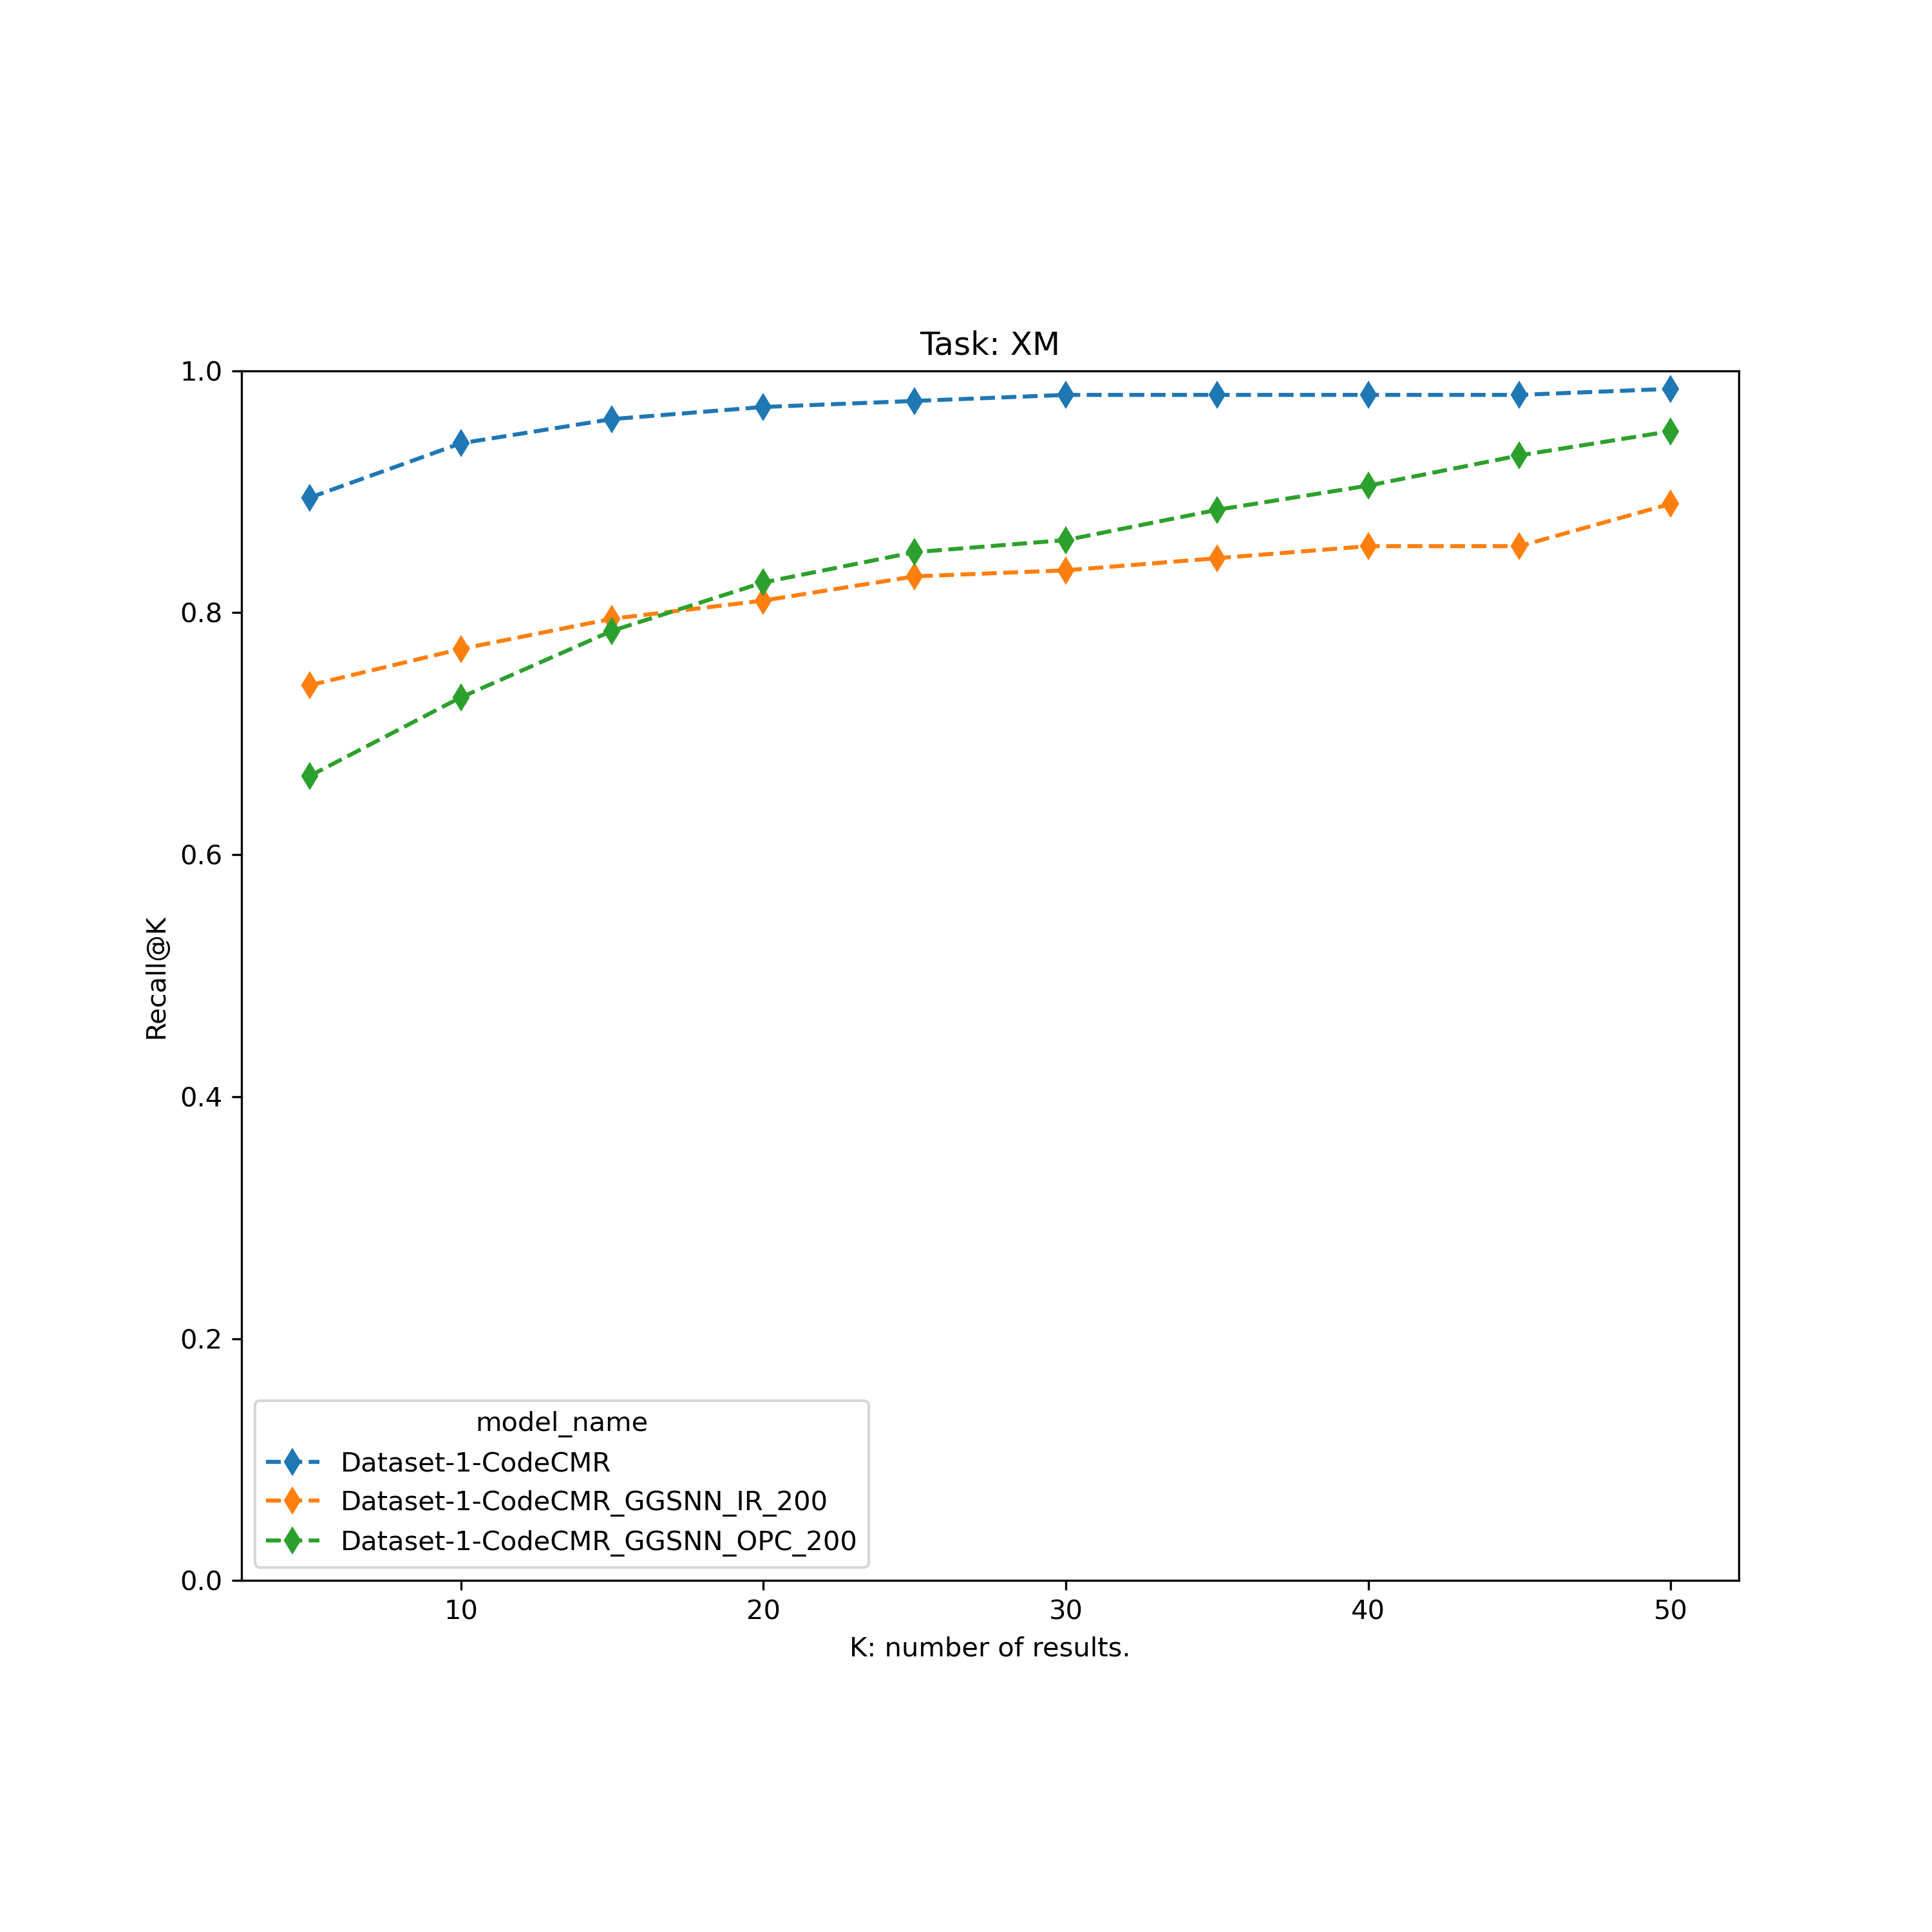 Task: XM
1.0
0.8
0.6
0.4
0.2
0.0
Recall@K
model_name
Dataset-1-CodeCMR
Dataset-1-CodeCMR_GGSNN_IR_200
Dataset-1-CodeCMR_GGSNN_OPC_200
10 20 30 40 50
K: number of results.